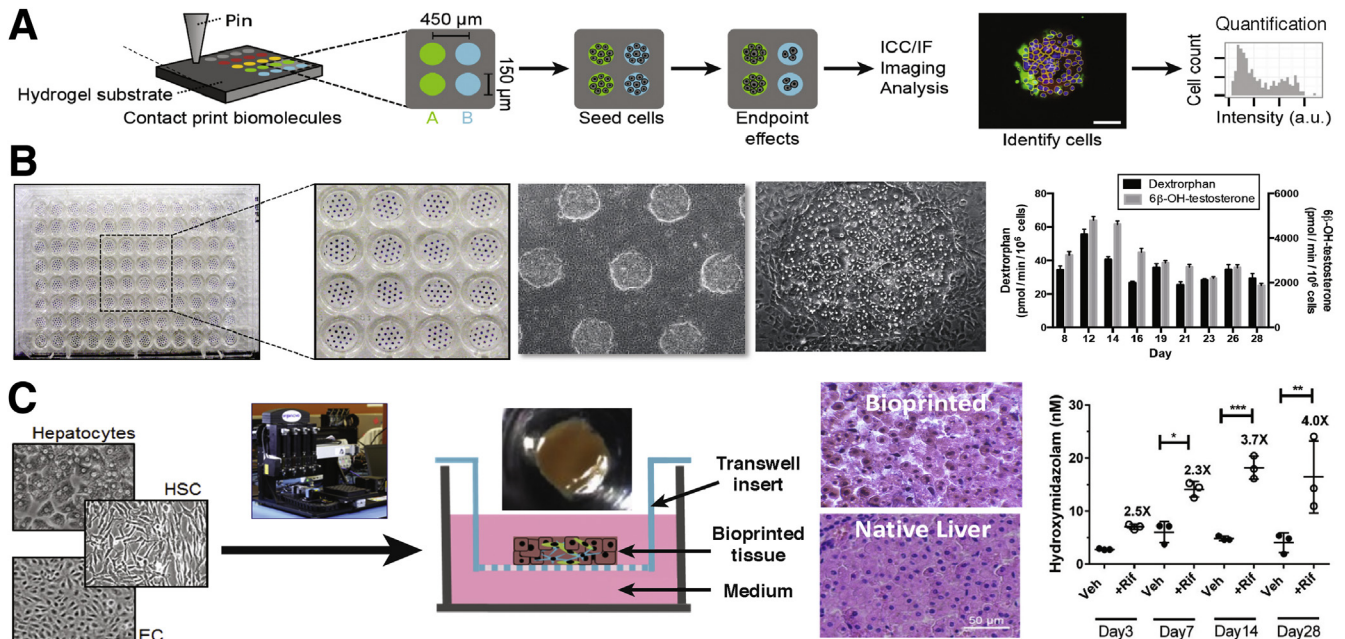 A
Pin
Hydrogel substrate
Contact print biomolecules
450 µm
150 µm
A B
Seed cells
Endpoint
effects
ICC/IF
Imaging
Analysis
Identify cells
Quantification
Cell count
Intensity (a.u.)
B
Dextrorphan
6β-OH-testosterone
Dextrorphan
(pmol / min / 10⁶ cells)
80
60
40
20
0
6000
4000
2000
0
6β-OH-testosterone
(pmol / min / 10⁶ cells
8 12 14 16 19 21 23 26 28
Day
C
Hepatocytes
HSC
EC
Transwell
insert
Bioprinted
tissue
Medium
Bioprinted
Native Liver
50 µm
Hydroxymidazolam (nM)
30
20
10
0
2.5X
*
2.3X
***
3.7X
**
4.0X
Veh +Rif Veh +Rif Veh +Rif Veh +Rif
Day3 Day7 Day14 Day28